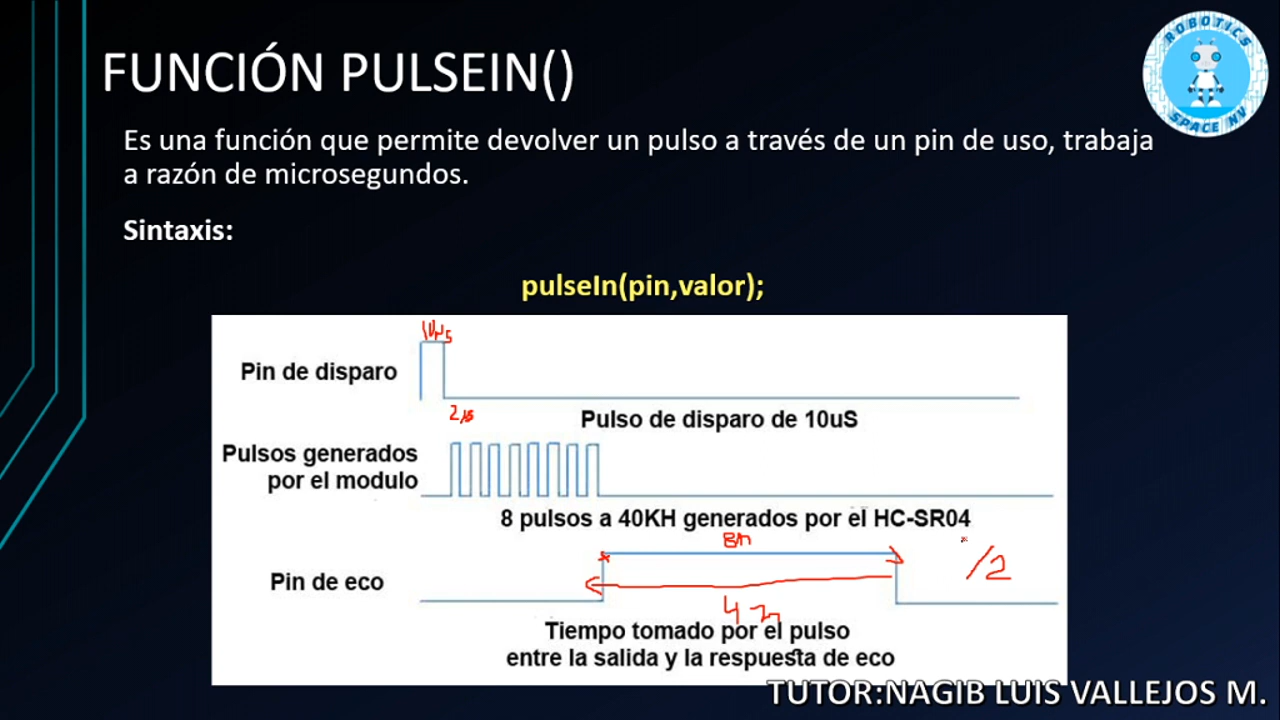 FUNCIÓN PULSEIN()
ROBOTICS
SPACE NV
Es una función que permite devolver un pulso a través de un pin de uso, trabaja
a razón de microsegundos.
Sintaxis:
pulseIn(pin,valor);
10µs
Pin de disparo
2µs
Pulso de disparo de 10uS
Pulsos generados
por el modulo
8 pulsos a 40KH generados por el HC-SR04
/2
Pin de eco
4 m
Tiempo tomado por el pulso
entre la salida y la respuesta de eco
TUTOR:NAGIB LUIS VALLEJOS M.